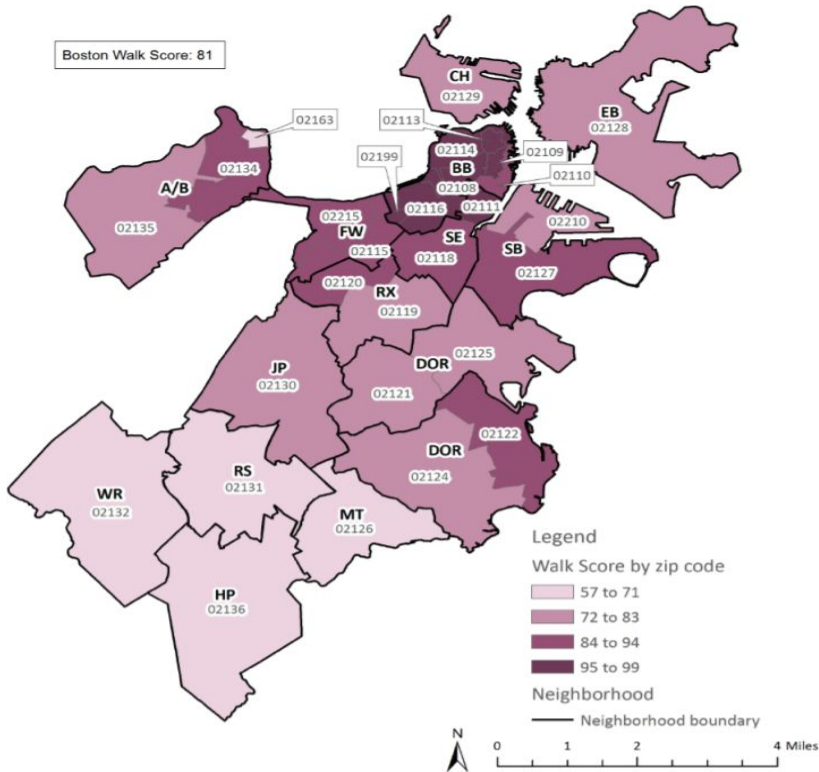 Boston Walk Score: 81
CH
02129
EB
02128
02163
02113
02114
02109
02134
02199
BB
02110
A/B
02108
02116
02111
02135
02215
02210
FW
SE
SB
02115
02118
02127
02120
RX
02119
JP
02130
DOR
02125
02121
DOR
02122
02124
RS
02131
WR
02132
MT
02126
HP
02136
Legend
Walk Score by zip code
57 to 71
72 to 83
84 to 94
95 to 99
Neighborhood
Neighborhood boundary
N
0 1 2 4 Miles